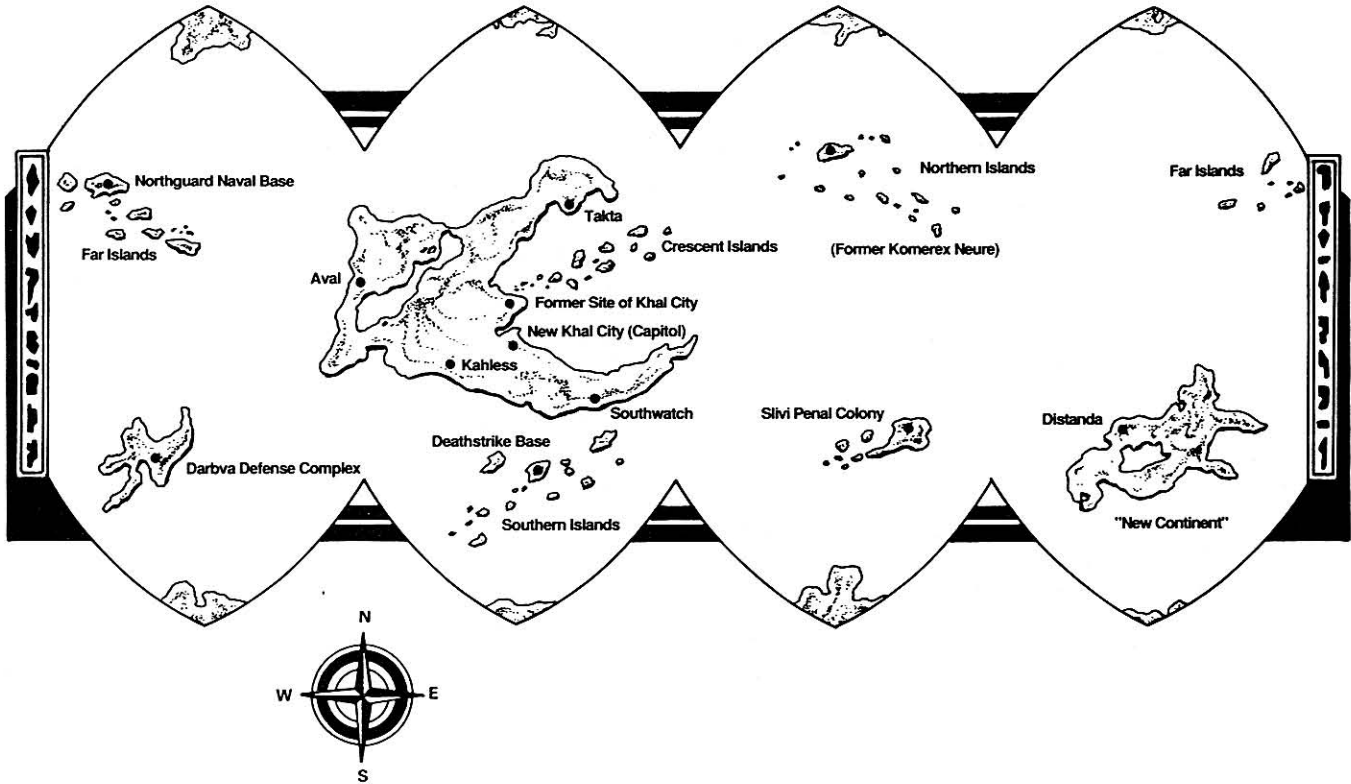 Northguard Naval Base
Far Islands
Takta
Crescent Islands
Aval
Former Site of Khal City
New Khal City (Capitol)
Kahless
Southwatch
Northern Islands
(Former Komerex Neure)
Far Islands
Darbva Defense Complex
Deathstrike Base
Southern Islands
Slivi Penal Colony
Distanda
"New Continent"
N
W
E
S